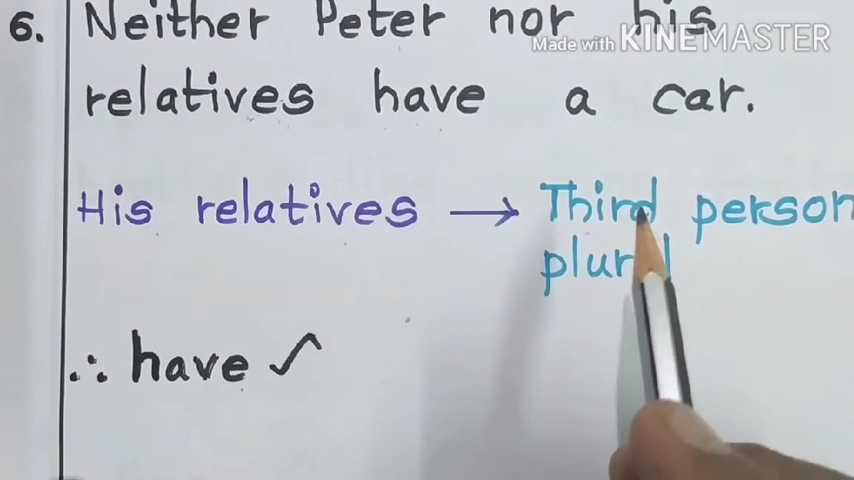 6. Neither Peter nor his
Made with KINEMASTER
relatives have a car.
His relatives → Third person
plural
∴ have ✓